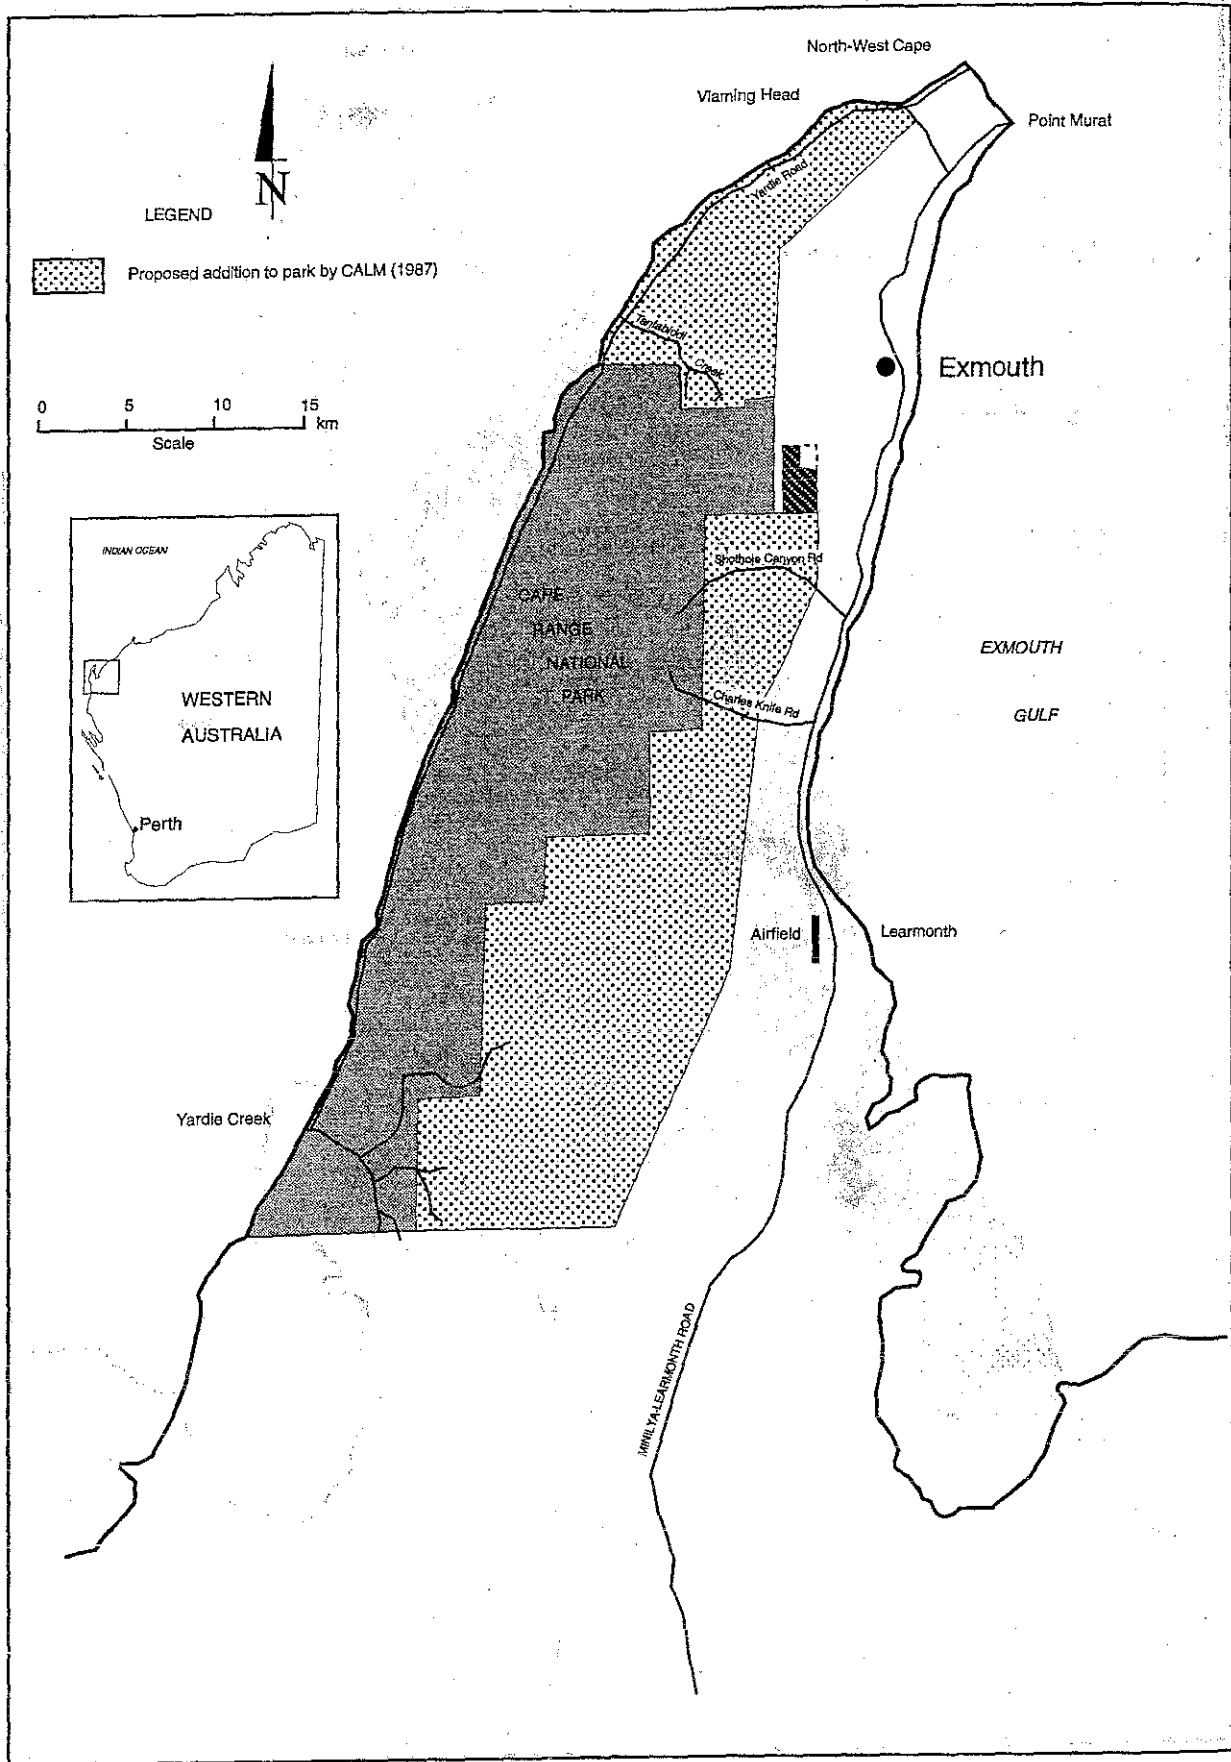 North-West Cape
Vlaming Head
Point Murat
N
LEGEND
Yardie Road
Proposed addition to park by CALM (1987)
Tantabiddi
Creek
Exmouth
0 5 10 15
km
Scale
INDIAN OCEAN
Shothole Canyon Rd
CAPE
RANGE
NATIONAL
PARK
EXMOUTH
GULF
WESTERN
AUSTRALIA
Charles Knife Rd
Perth
Airfield
Learmonth
Yardie Creek
MINILYA-LEARMONTH ROAD